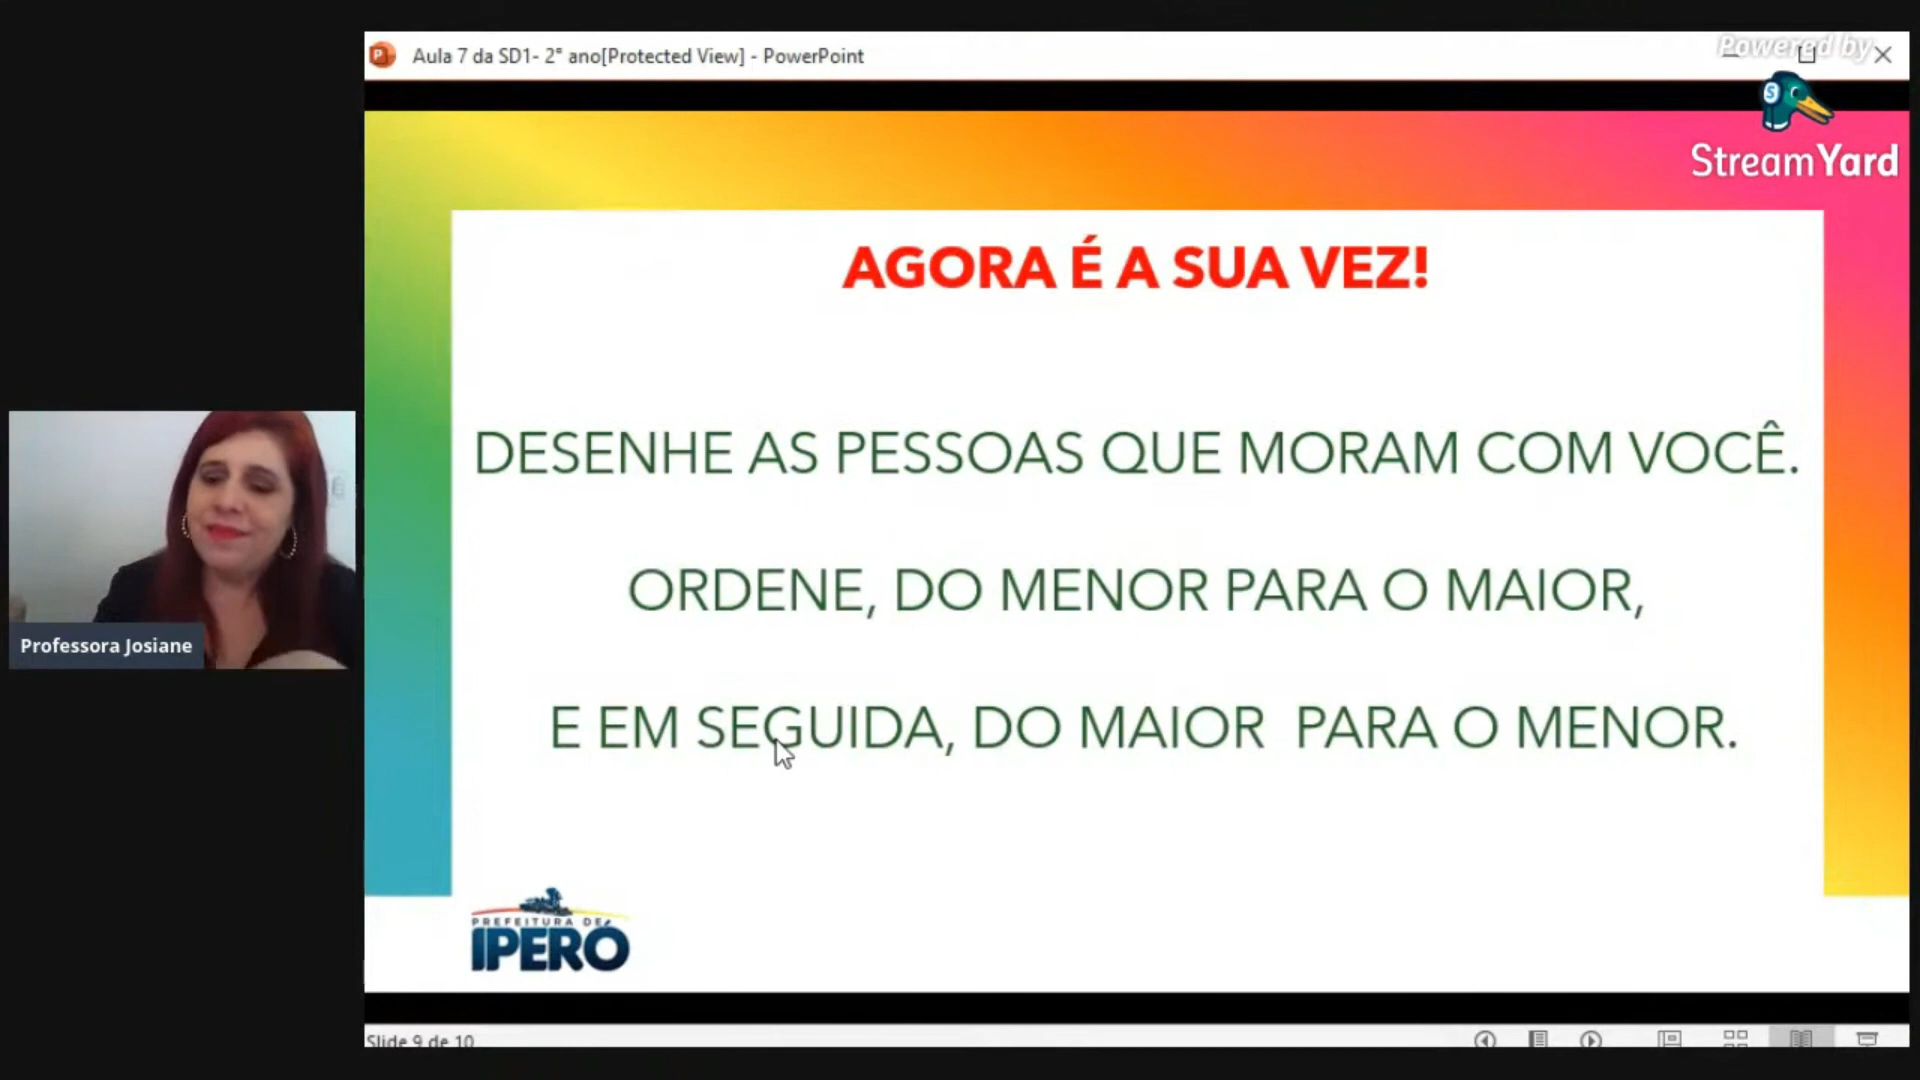 Aula 7 da SD1- 2° ano[Protected View] - PowerPoint
Powered by
StreamYard
AGORA É A SUA VEZ!
DESENHE AS PESSOAS QUE MORAM COM VOCÊ.
ORDENE, DO MENOR PARA O MAIOR,
E EM SEGUIDA, DO MAIOR PARA O MENOR.
Professora Josiane
PREFEITURA DE
IPERÓ
Slide 9 de 10